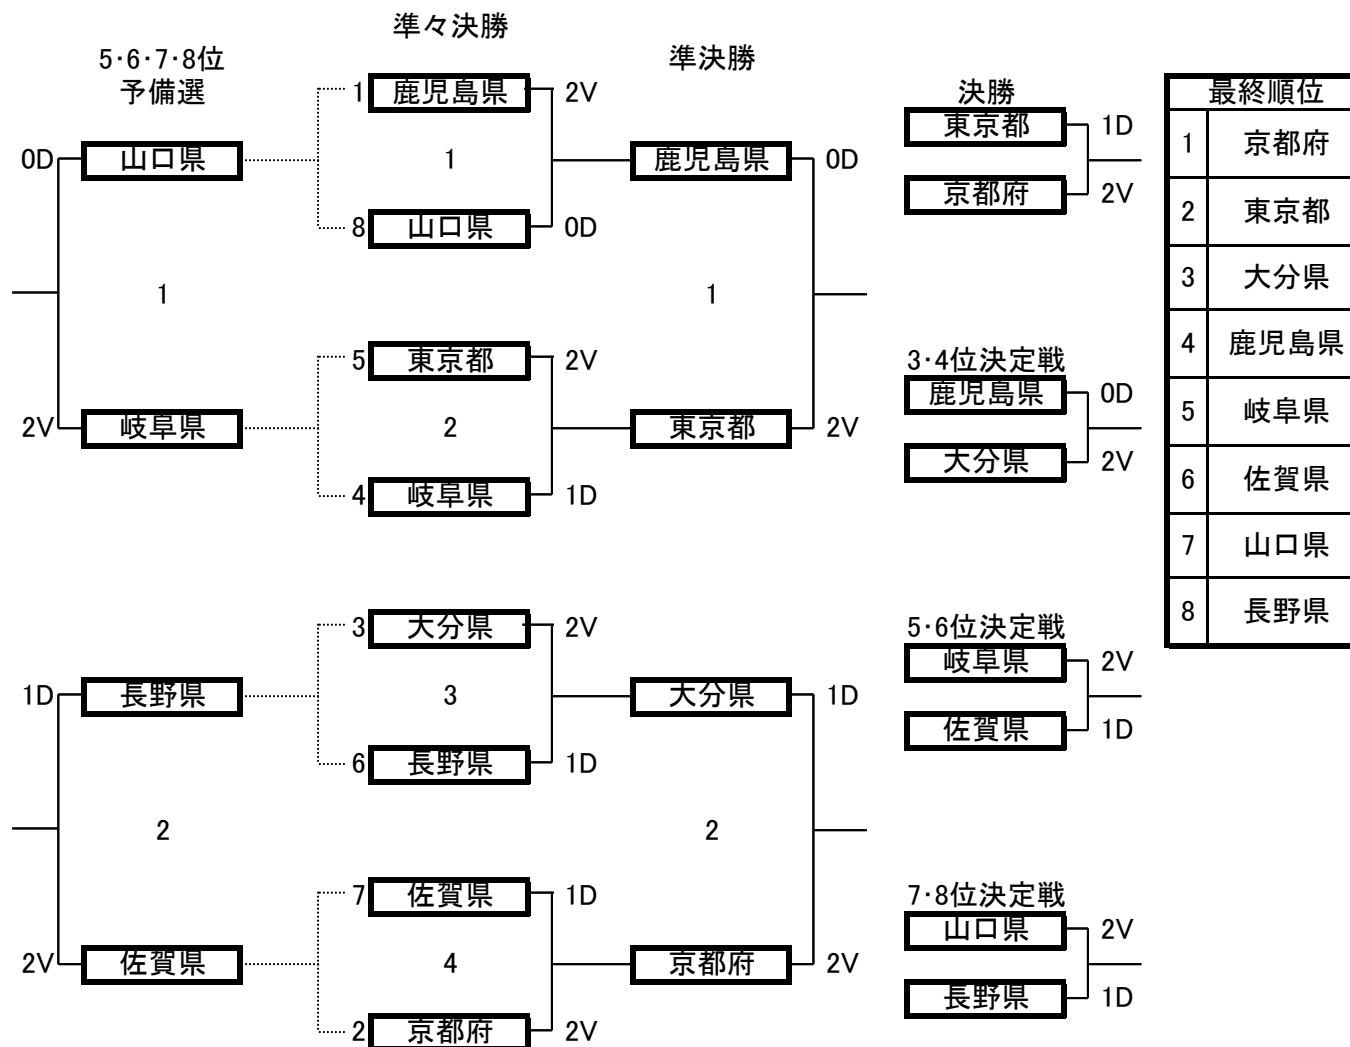 準々決勝
5・6・7・8位
予備選
準決勝
1 鹿児島県 2V
決勝
最終順位
東京都 1D
1 京都府
0D 山口県
1
鹿児島県 0D
京都府 2V
2 東京都
8 山口県 0D
1
1
3 大分県
5 東京都 2V
3・4位決定戦
4 鹿児島県
鹿児島県 0D
2V 岐阜県
2
東京都 2V
5 岐阜県
大分県 2V
4 岐阜県 1D
6 佐賀県
7 山口県
3 大分県 2V
5・6位決定戦
8 長野県
岐阜県 2V
1D 長野県
3
大分県 1D
佐賀県 1D
6 長野県 1D
2
2
7 佐賀県 1D
7・8位決定戦
山口県 2V
2V 佐賀県
4
京都府 2V
長野県 1D
2 京都府 2V